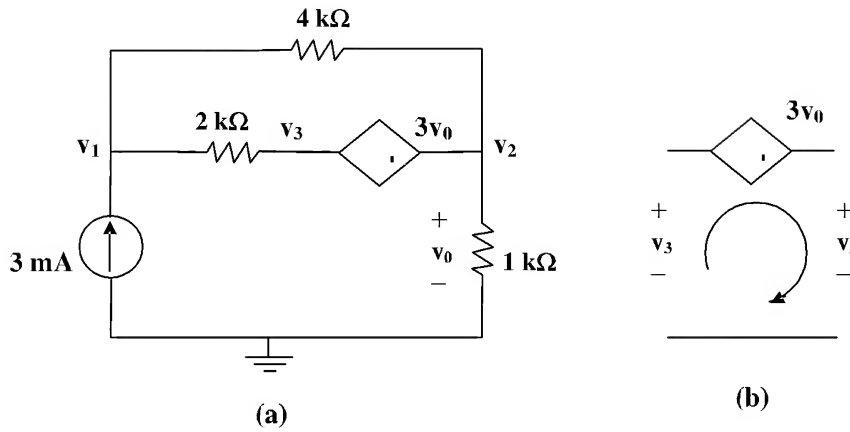 4 kΩ
2 kΩ
v₃
3v₀
v₁
v₂
3 mA
+
v₀
–
1 kΩ
(a)
3v₀
+
v₃
–
+
v
–
(b)